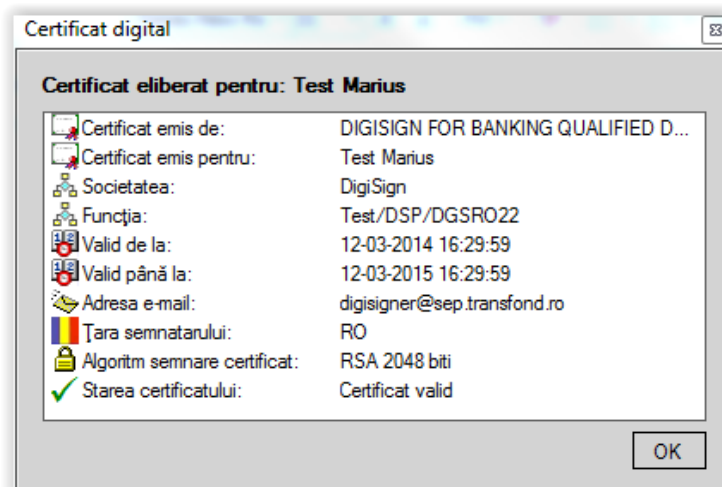 Certificat digital
Certificat eliberat pentru: Test Marius
Certificat emis de: DIGISIGN FOR BANKING QUALIFIED D...
Certificat emis pentru: Test Marius
Societatea: DigiSign
Funcţia: Test/DSP/DGSRO22
Valid de la: 12-03-2014 16:29:59
Valid până la: 12-03-2015 16:29:59
Adresa e-mail: digisigner@sep.transfond.ro
Ţara semnatarului: RO
Algoritm semnare certificat: RSA 2048 biti
Starea certificatului: Certificat valid
OK